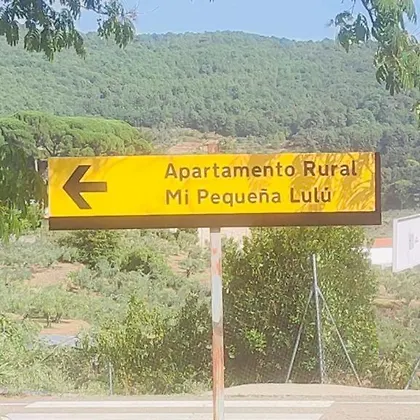 Apartamento Rural
Mi Pequeña Lulú